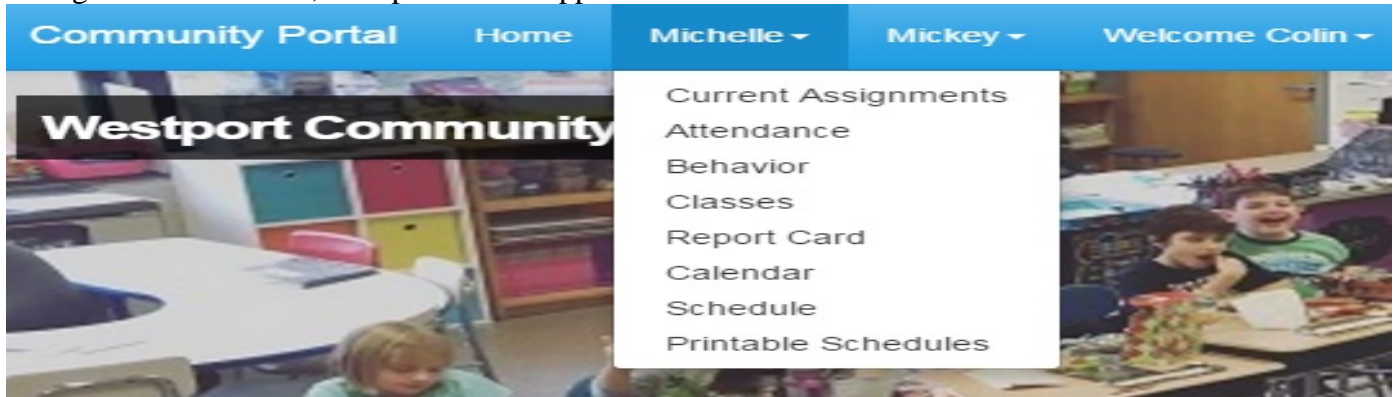 Community Portal Home Michelle Mickey Welcome Colin
Westport Community
Current Assignments
Attendance
Behavior
Classes
Report Card
Calendar
Schedule
Printable Schedules